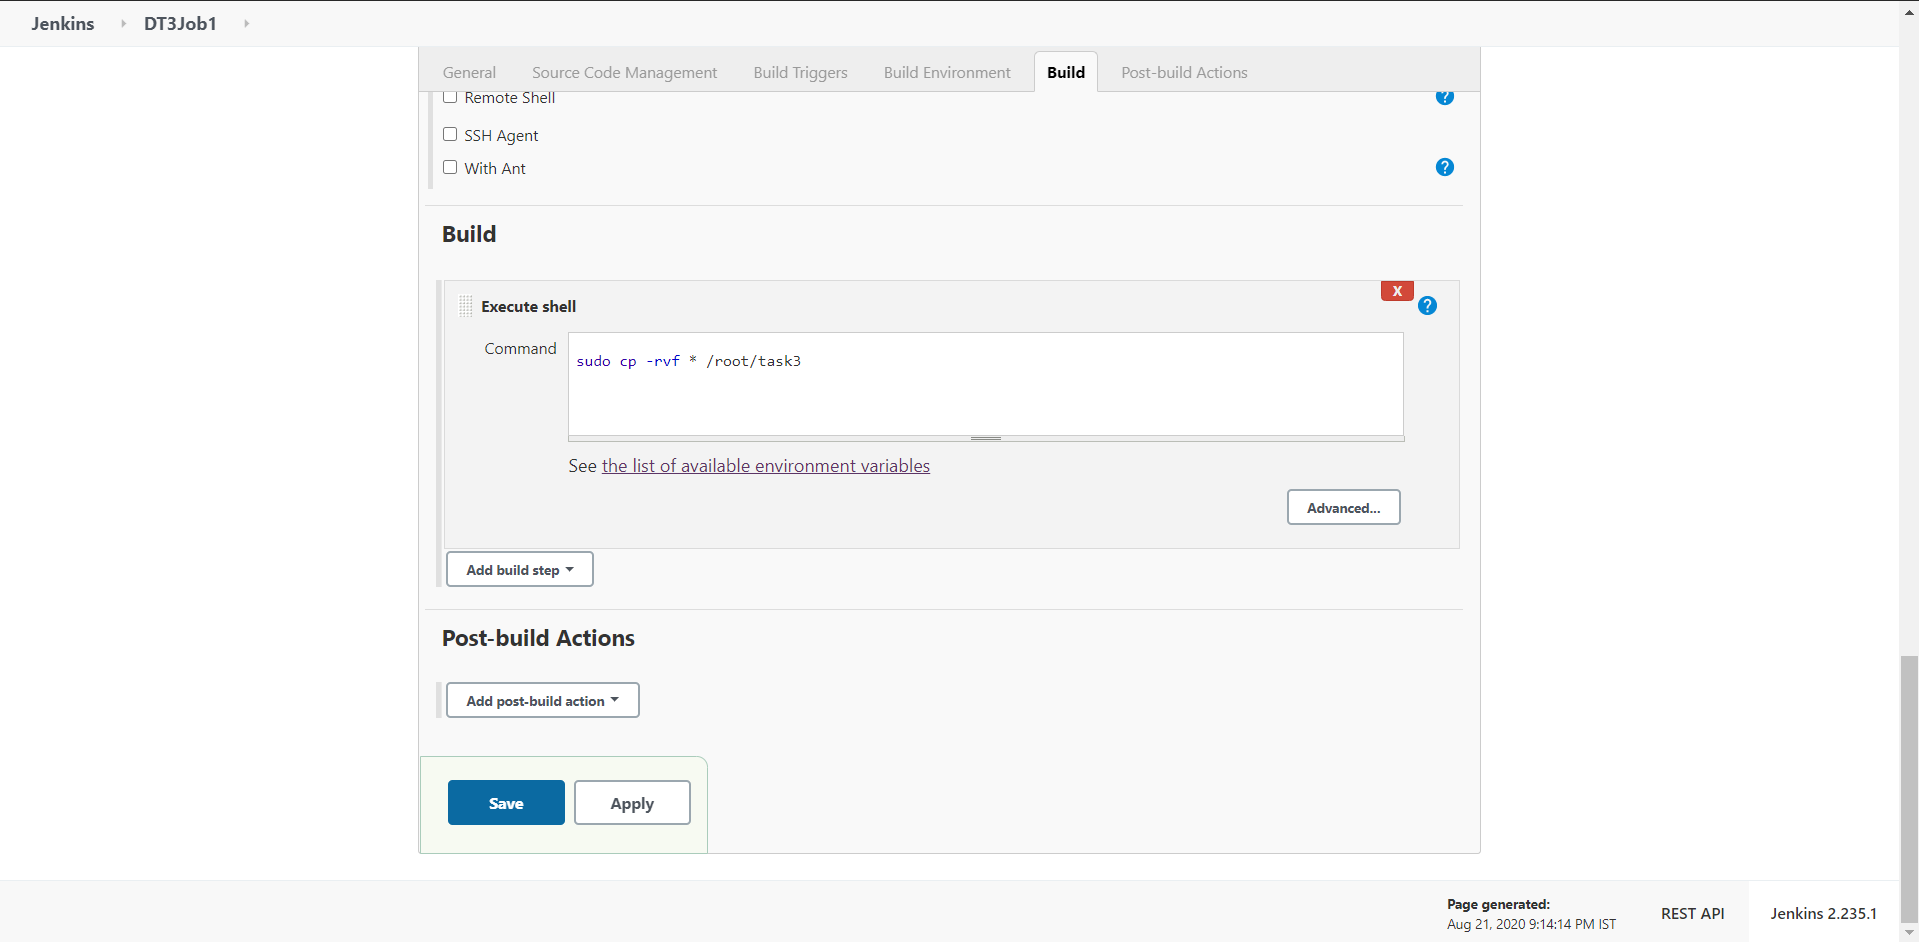 Jenkins DT3Job1
General Source Code Management Build Triggers Build Environment Build Post-build Actions
Remote Shell ?
SSH Agent
With Ant ?
Build
X
Execute shell ?
Command
sudo cp -rvf * /root/task3
See the list of available environment variables
Advanced...
Add build step
Post-build Actions
Add post-build action
Save Apply
Page generated:
Aug 21, 2020 9:14:14 PM IST
REST API
Jenkins 2.235.1